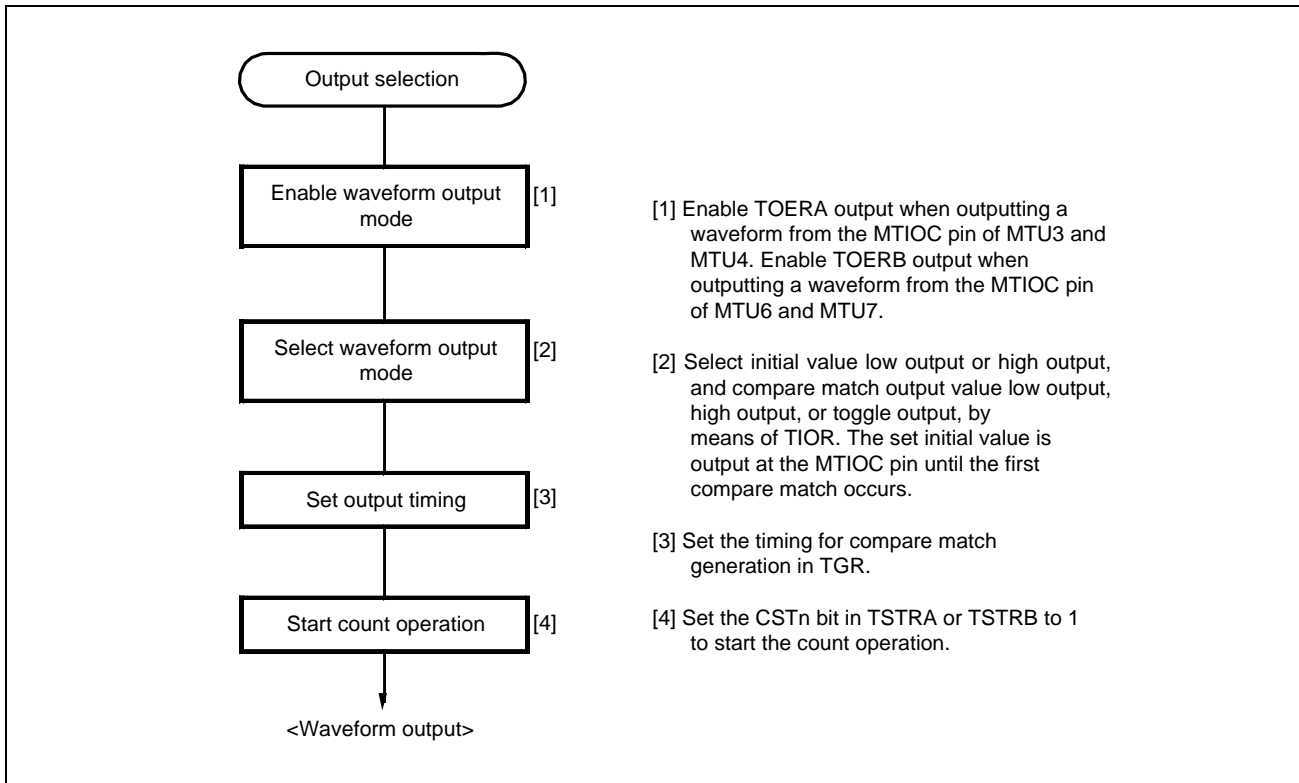 Output selection
Enable waveform output
mode
[1]
Select waveform output
mode
[2]
Set output timing
[3]
Start count operation
[4]
<Waveform output>
[1] Enable TOERA output when outputting a
waveform from the MTIOC pin of MTU3 and
MTU4. Enable TOERB output when
outputting a waveform from the MTIOC pin
of MTU6 and MTU7.
[2] Select initial value low output or high output,
and compare match output value low output,
high output, or toggle output, by
means of TIOR. The set initial value is
output at the MTIOC pin until the first
compare match occurs.
[3] Set the timing for compare match
generation in TGR.
[4] Set the CSTn bit in TSTRA or TSTRB to 1
to start the count operation.